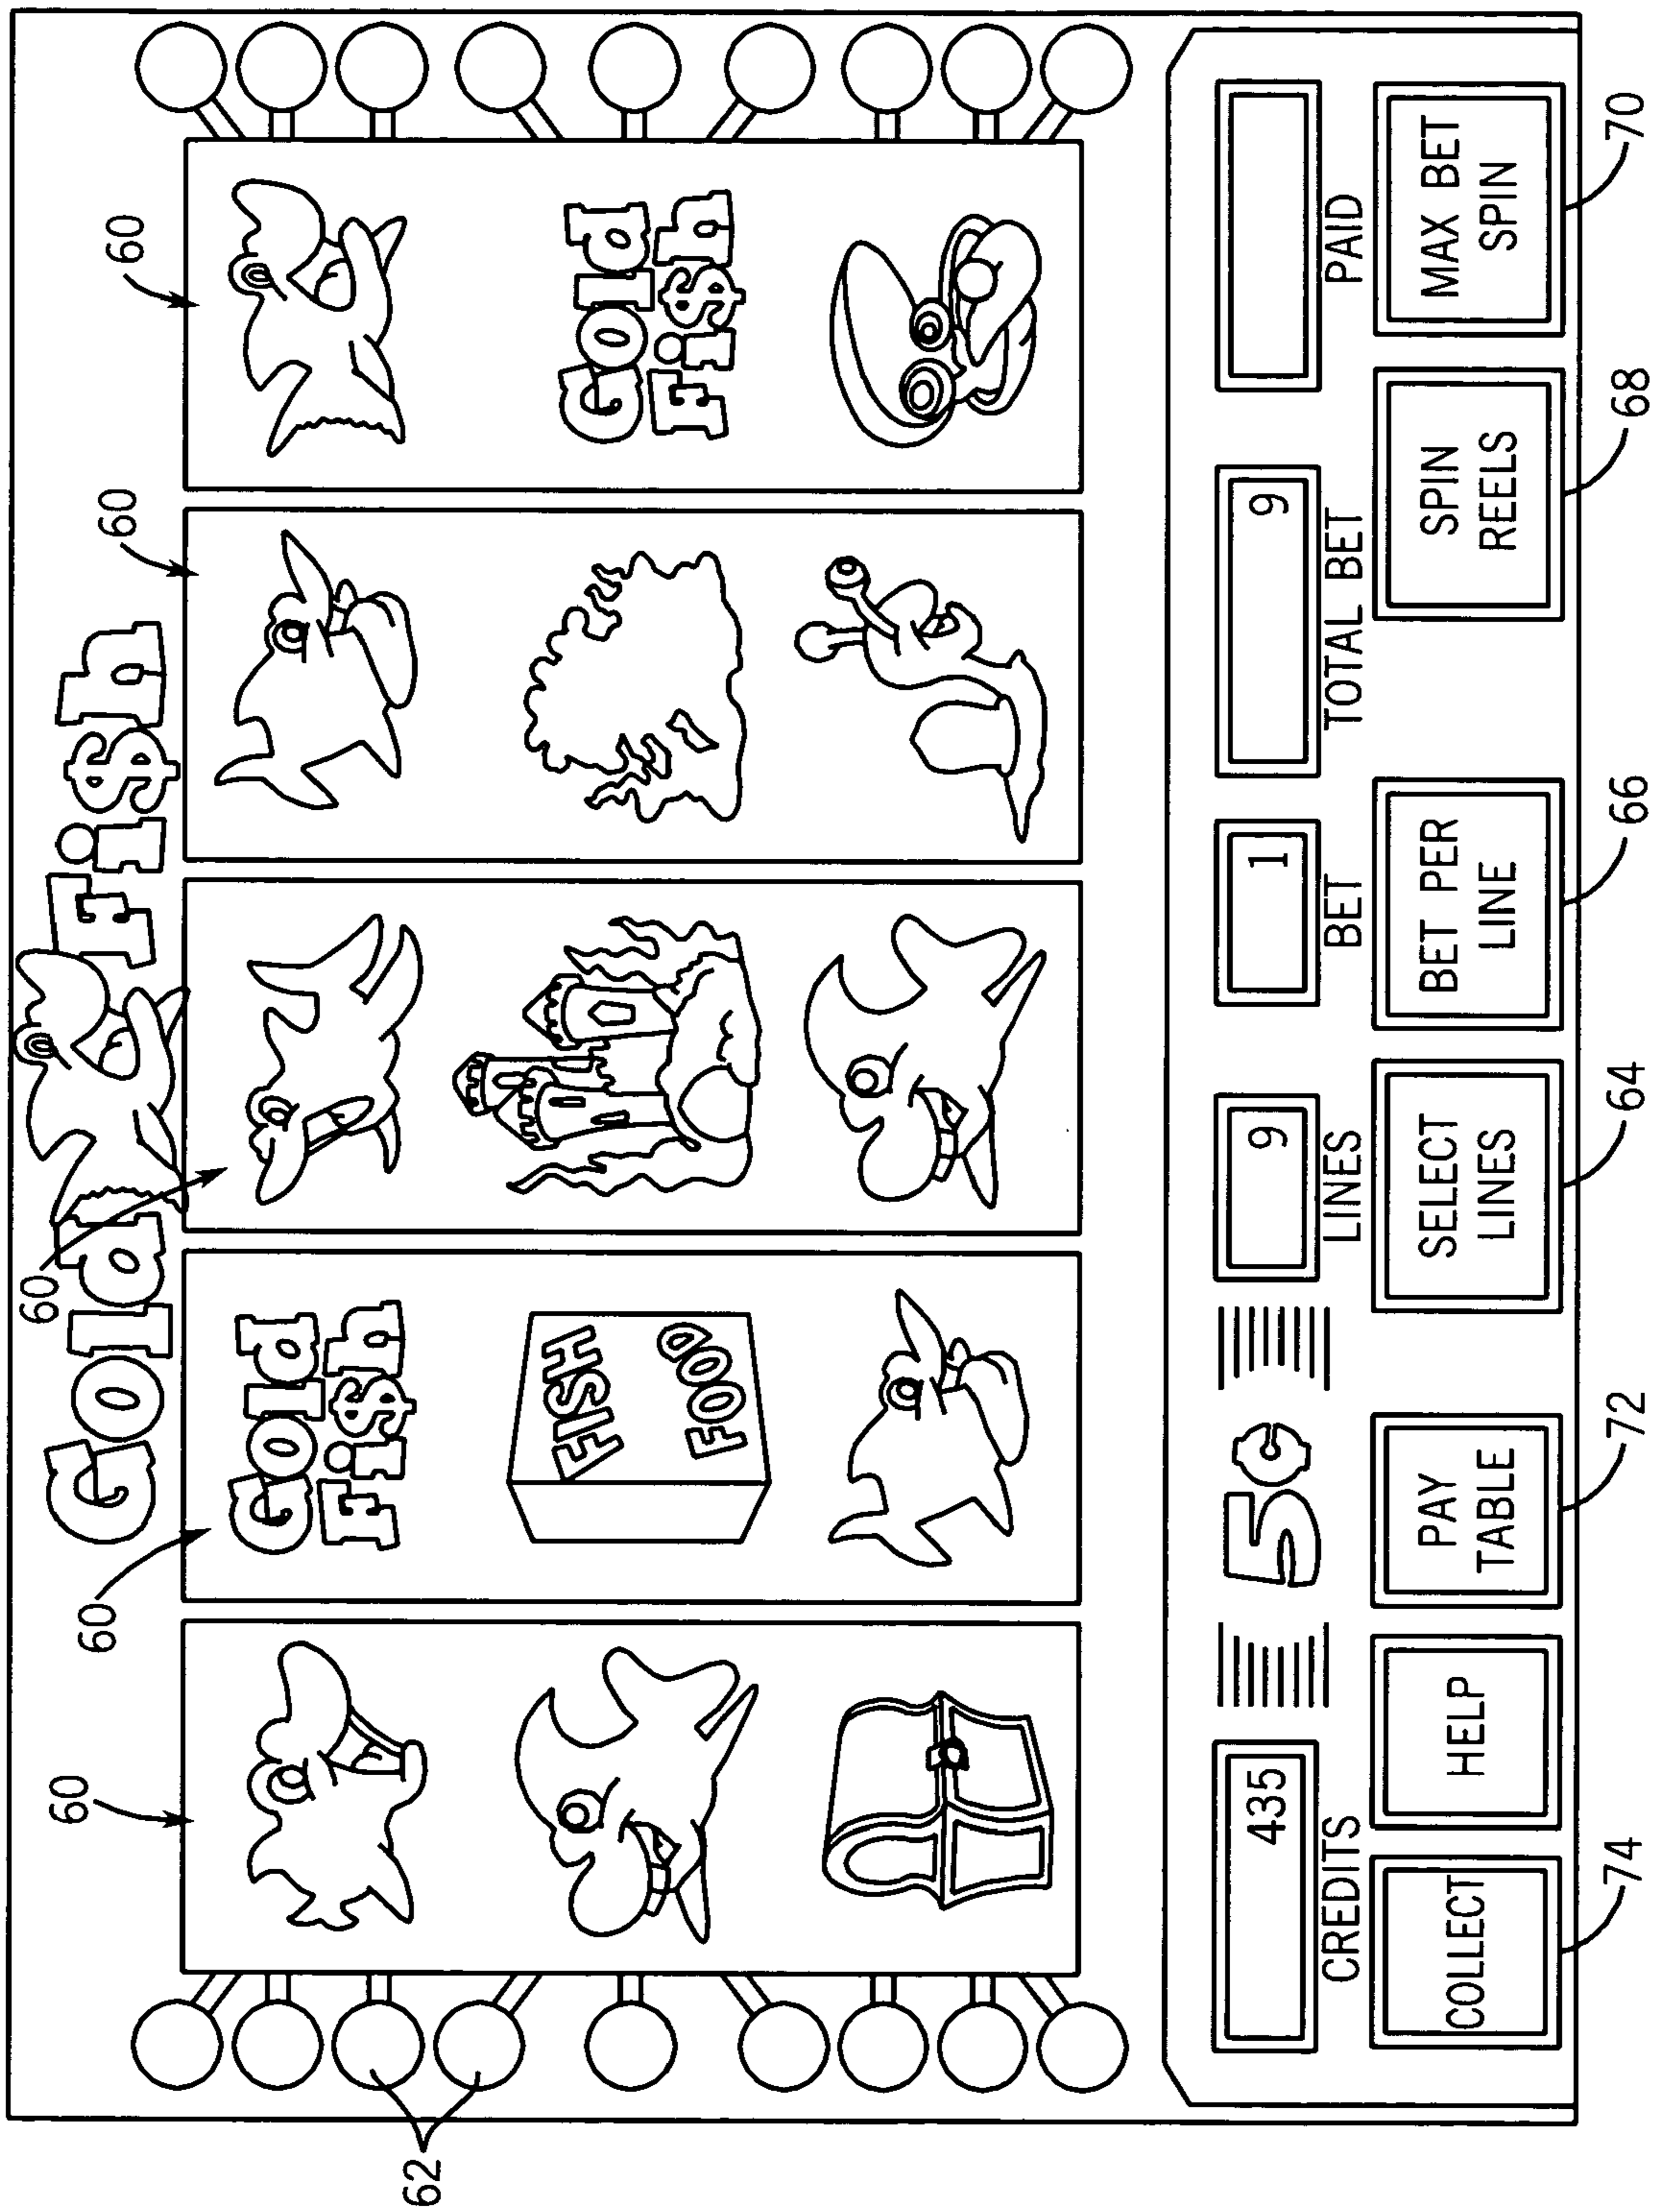 Gold Fi$h
60
60
60
60
60
62
Gold
Fi$h
FISH
FOOD
Gold
Fi$h
435
CREDITS
5¢
9
LINES
1
BET
9
TOTAL BET
PAID
COLLECT
HELP
PAY
TABLE
SELECT
LINES
BET PER
LINE
SPIN
REELS
MAX BET
SPIN
74
72
64
66
68
70